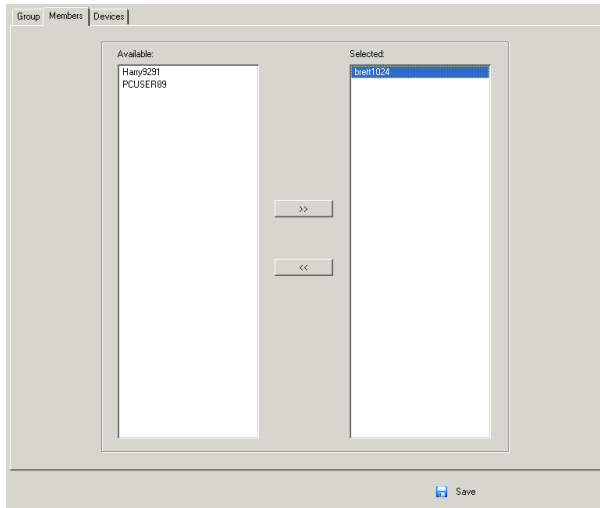 Group Members Devices
Available: Selected:
Harry9291 brett1024
PCUSER89
>>
<<
Save